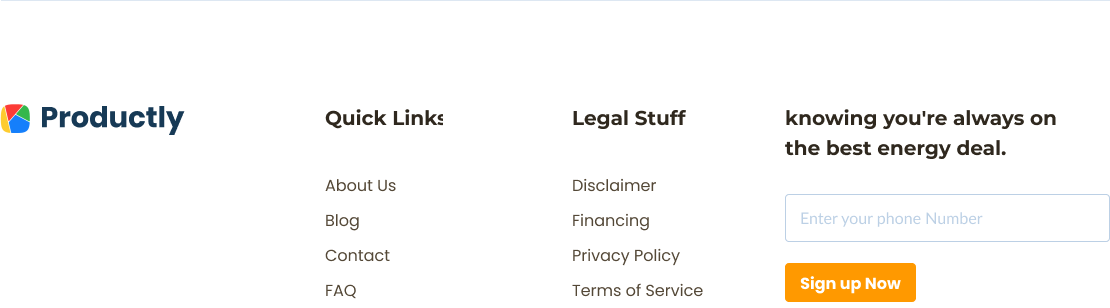 Productly
Quick Links
About Us
Blog
Contact
FAQ
Legal Stuff
Disclaimer
Financing
Privacy Policy
Terms of Service
knowing you're always on
the best energy deal.
Enter your phone Number
Sign up Now